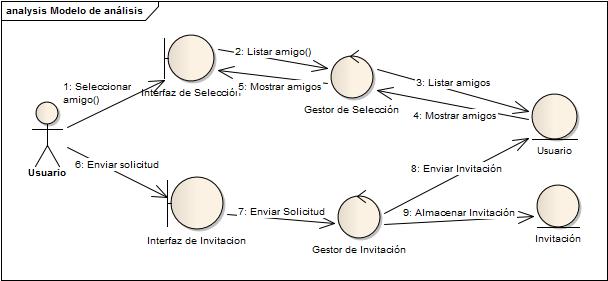 analysis Modelo de análisis
1: Seleccionar
amigo()
2: Listar amigo()
5: Mostrar amigos
Interfaz de Selección
Gestor de Selección
3: Listar amigos
4: Mostrar amigos
Usuario
Usuario
6: Enviar solicitud
Interfaz de Invitacion
7: Enviar Solicitud
Gestor de Invitación
8: Enviar Invitación
9: Almacenar Invitación
Invitación